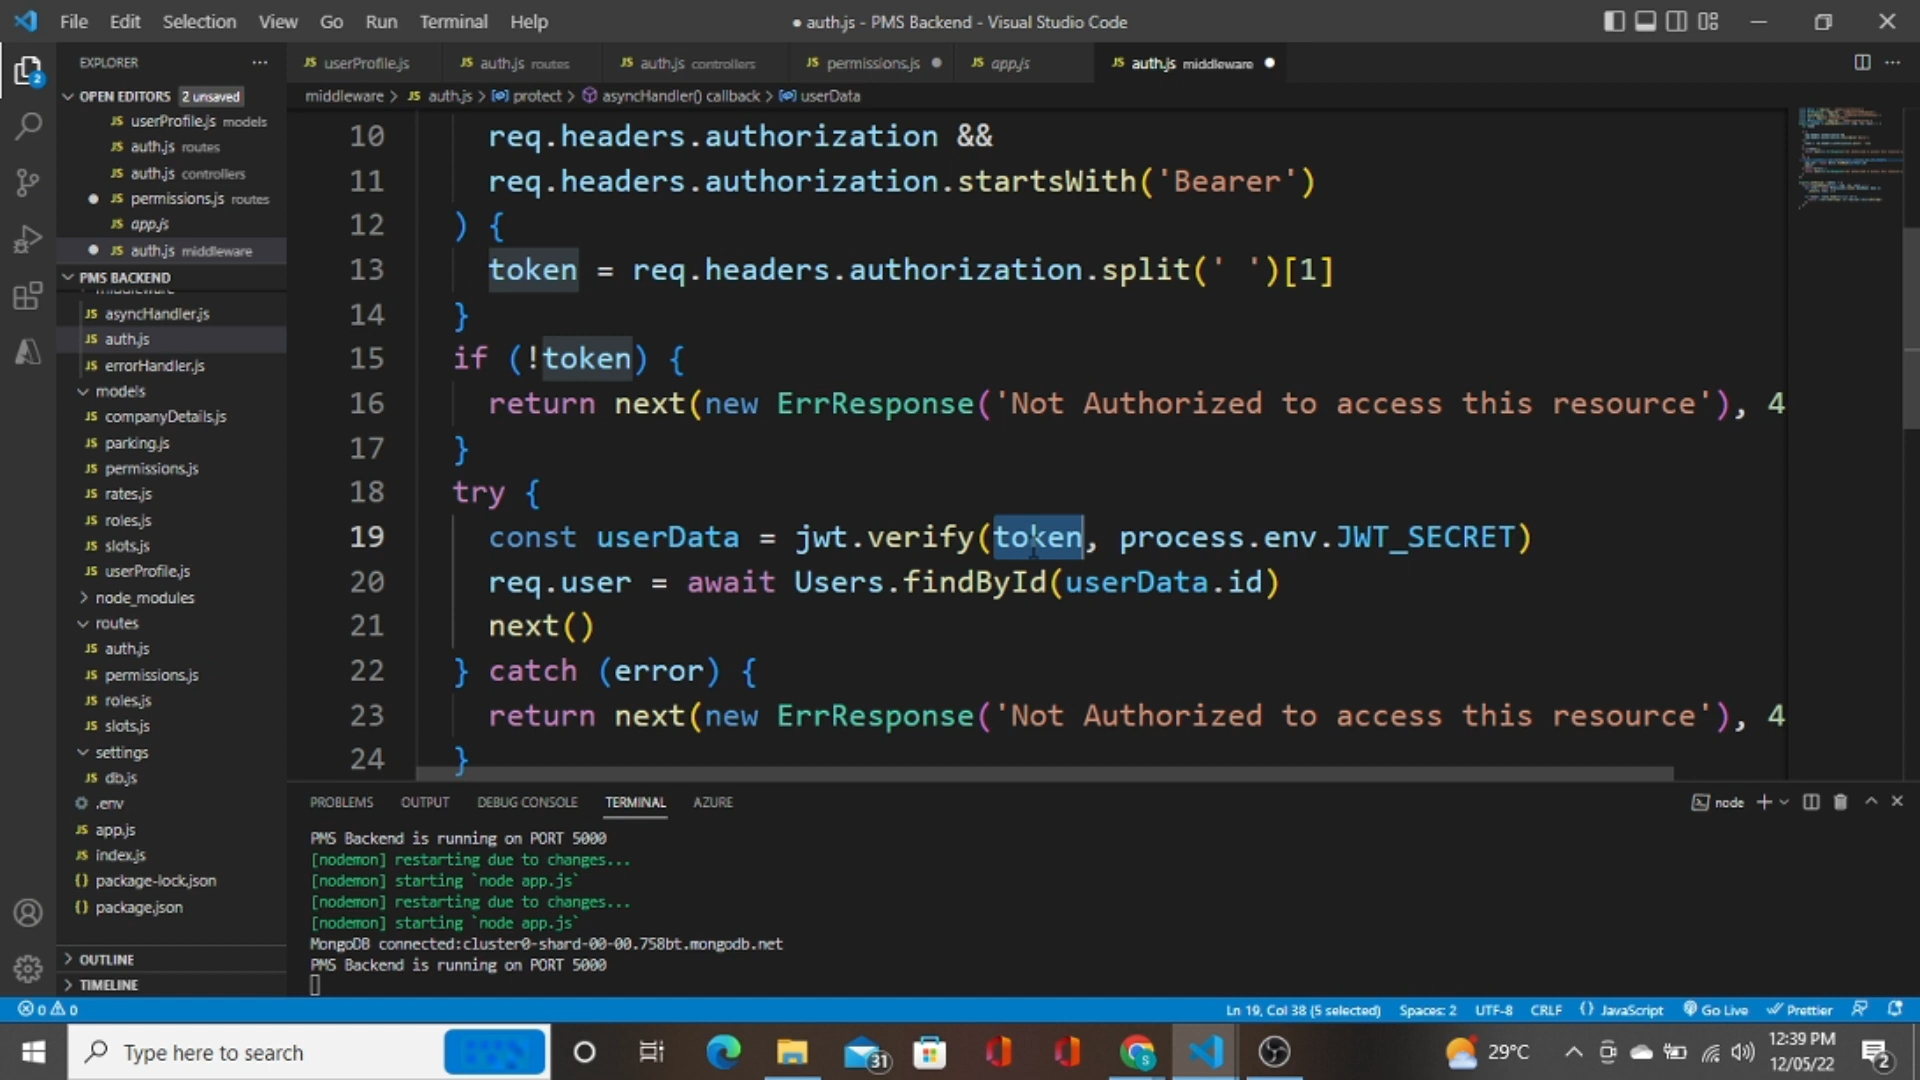 File Edit Selection View Go Run Terminal Help
● auth.js - PMS Backend - Visual Studio Code
EXPLORER
JS userProfile.js
JS auth.js routes
JS auth.js controllers
JS permissions.js
JS app.js
JS auth.js middleware
OPEN EDITORS 2 unsaved
JS userProfile.js models
JS auth.js routes
JS auth.js controllers
JS permissions.js routes
JS app.js
JS auth.js middleware
PMS BACKEND
middleware
JS asyncHandler.js
JS auth.js
JS errorHandler.js
models
JS companyDetails.js
JS parking.js
JS permissions.js
JS rates.js
JS roles.js
JS slots.js
JS userProfile.js
node_modules
routes
JS auth.js
JS permissions.js
JS roles.js
JS slots.js
settings
JS db.js
.env
JS app.js
JS index.js
{} package-lock.json
{} package.json
OUTLINE
TIMELINE
middleware > JS auth.js > protect > asyncHandler() callback > userData
10 req.headers.authorization &&
11 req.headers.authorization.startsWith('Bearer')
12 ) {
13 token = req.headers.authorization.split(' ')[1]
14 }
15 if (!token) {
16 return next(new ErrResponse('Not Authorized to access this resource'), 4
17 }
18 try {
19 const userData = jwt.verify(token, process.env.JWT_SECRET)
20 req.user = await Users.findById(userData.id)
21 next()
22 } catch (error) {
23 return next(new ErrResponse('Not Authorized to access this resource'), 4
24 }
PROBLEMS OUTPUT DEBUG CONSOLE TERMINAL AZURE
node
PMS Backend is running on PORT 5000
[nodemon] restarting due to changes...
[nodemon] starting `node app.js`
[nodemon] restarting due to changes...
[nodemon] starting `node app.js`
MongoDB connected:cluster0-shard-00-00.758bt.mongodb.net
PMS Backend is running on PORT 5000
0 0
Ln 19, Col 38 (5 selected) Spaces: 2 UTF-8 CRLF {} JavaScript Go Live Prettier
Type here to search
31
29°C
12:39 PM
12/05/22
2